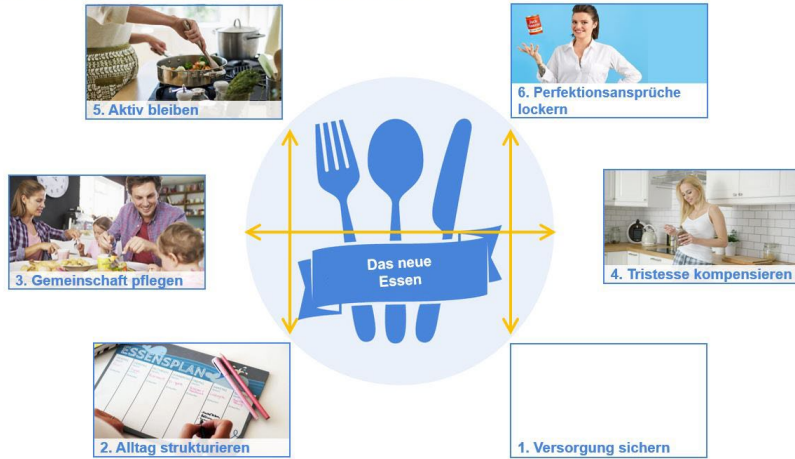 5. Aktiv bleiben
6. Perfektionsansprüche
lockern
3. Gemeinschaft pflegen
Das neue
Essen
4. Tristesse kompensieren
ESSENSPLAN
2. Alltag strukturieren
1. Versorgung sichern